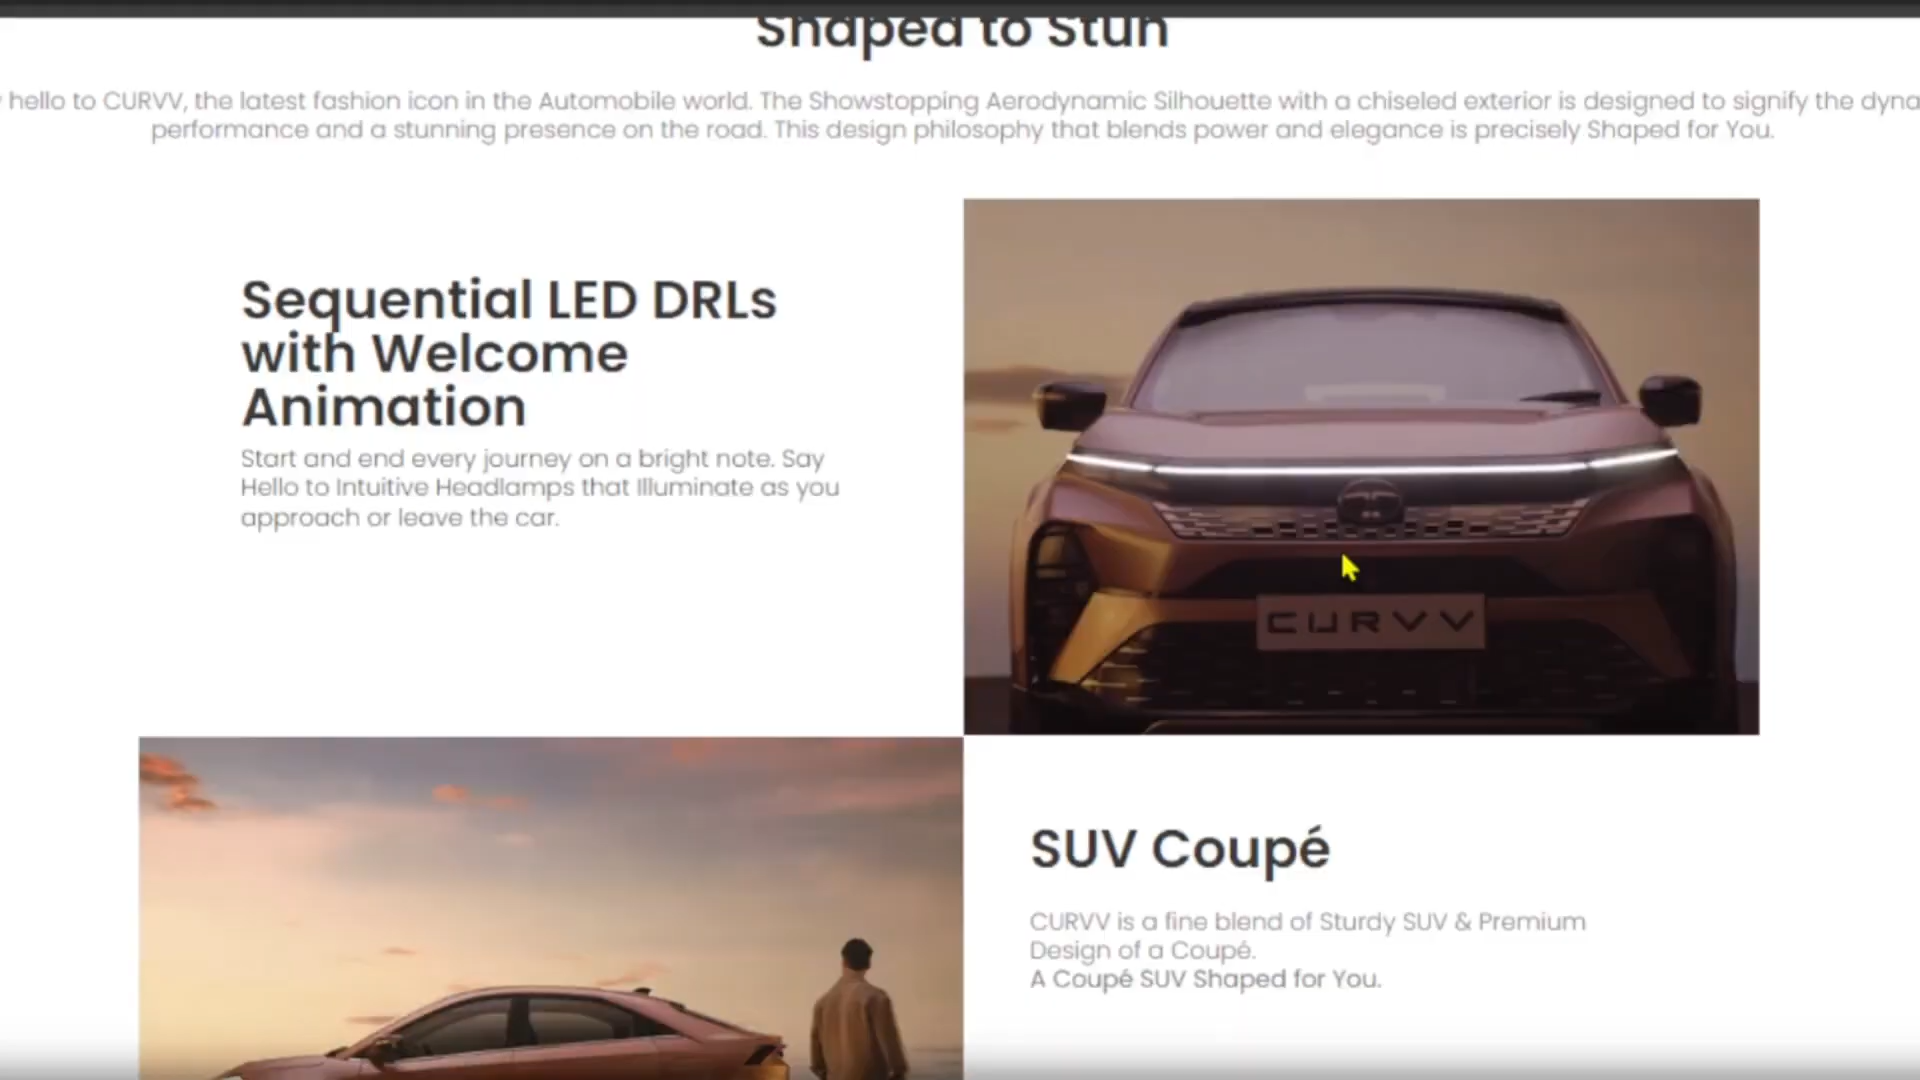 Shaped to Stun
hello to CURVV, the latest fashion icon in the Automobile world. The Showstopping Aerodynamic Silhouette with a chiseled exterior is designed to signify the
performance and a stunning presence on the road. This design philosophy that blends power and elegance is precisely Shaped for You.
Sequential LED DRLs
with Welcome
Animation
Start and end every journey on a bright note. Say
Hello to Intuitive Headlamps that Illuminate as you
approach or leave the car.
CURVV
SUV Coupé
CURVV is a fine blend of Sturdy SUV & Premium
Design of a Coupé.
A Coupé SUV Shaped for You.